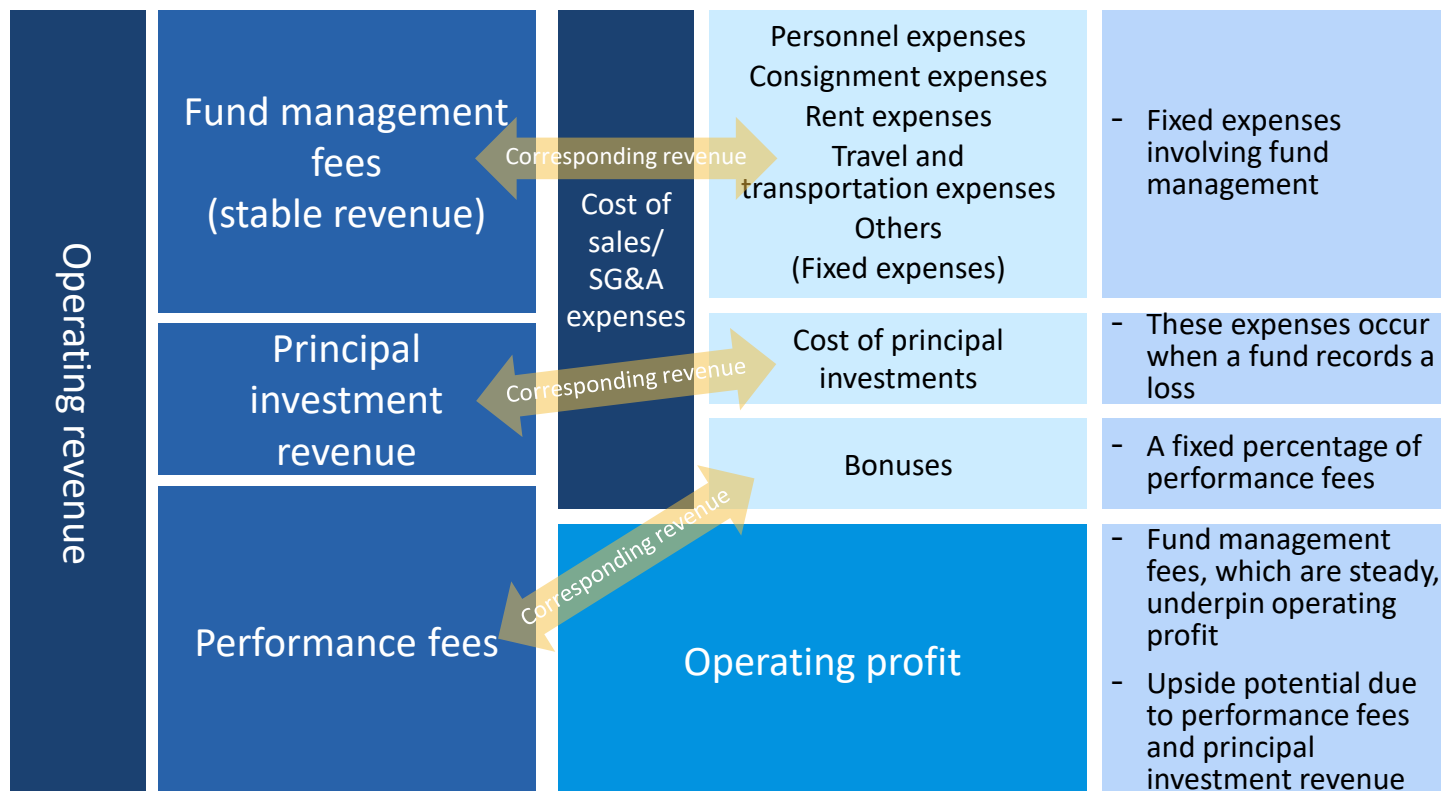 Operating revenue
Fund management
fees
(stable revenue)
Principal
investment
revenue
Performance fees
Corresponding revenue
Corresponding revenue
Corresponding revenue
Cost of
sales/
SG&A
expenses
Personnel expenses
Consignment expenses
Rent expenses
Travel and
transportation expenses
Others
(Fixed expenses)
Cost of principal
investments
Bonuses
Operating profit
- Fixed expenses
involving fund
management
- These expenses occur
when a fund records a
loss
- A fixed percentage of
performance fees
- Fund management
fees, which are steady,
underpin operating
profit
- Upside potential due
to performance fees
and principal
investment revenue